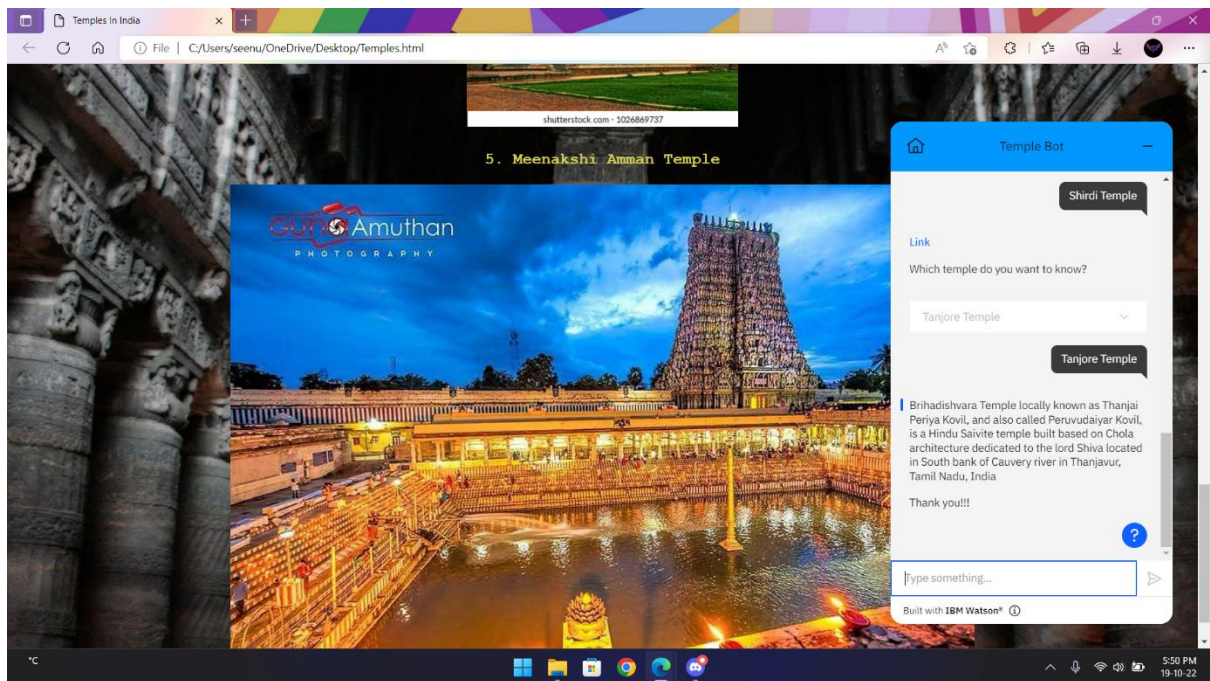 Temples In India
File | C:/Users/seenu/OneDrive/Desktop/Temples.html
shutterstock.com · 1026869737
5. Meenakshi Amman Temple
Guna Amuthan
PHOTOGRAPHY
Temple Bot
Shirdi Temple
Link
Which temple do you want to know?
Tanjore Temple
Tanjore Temple
Brihadishvara Temple locally known as Thanjai
Periya Kovil, and also called Peruvudaiyar Kovil,
is a Hindu Saivite temple built based on Chola
architecture dedicated to the lord Shiva located
in South bank of Cauvery river in Thanjavur,
Tamil Nadu, India
Thank you!!!
?
Type something...
Built with IBM Watson®
°C
5:50 PM
19-10-22